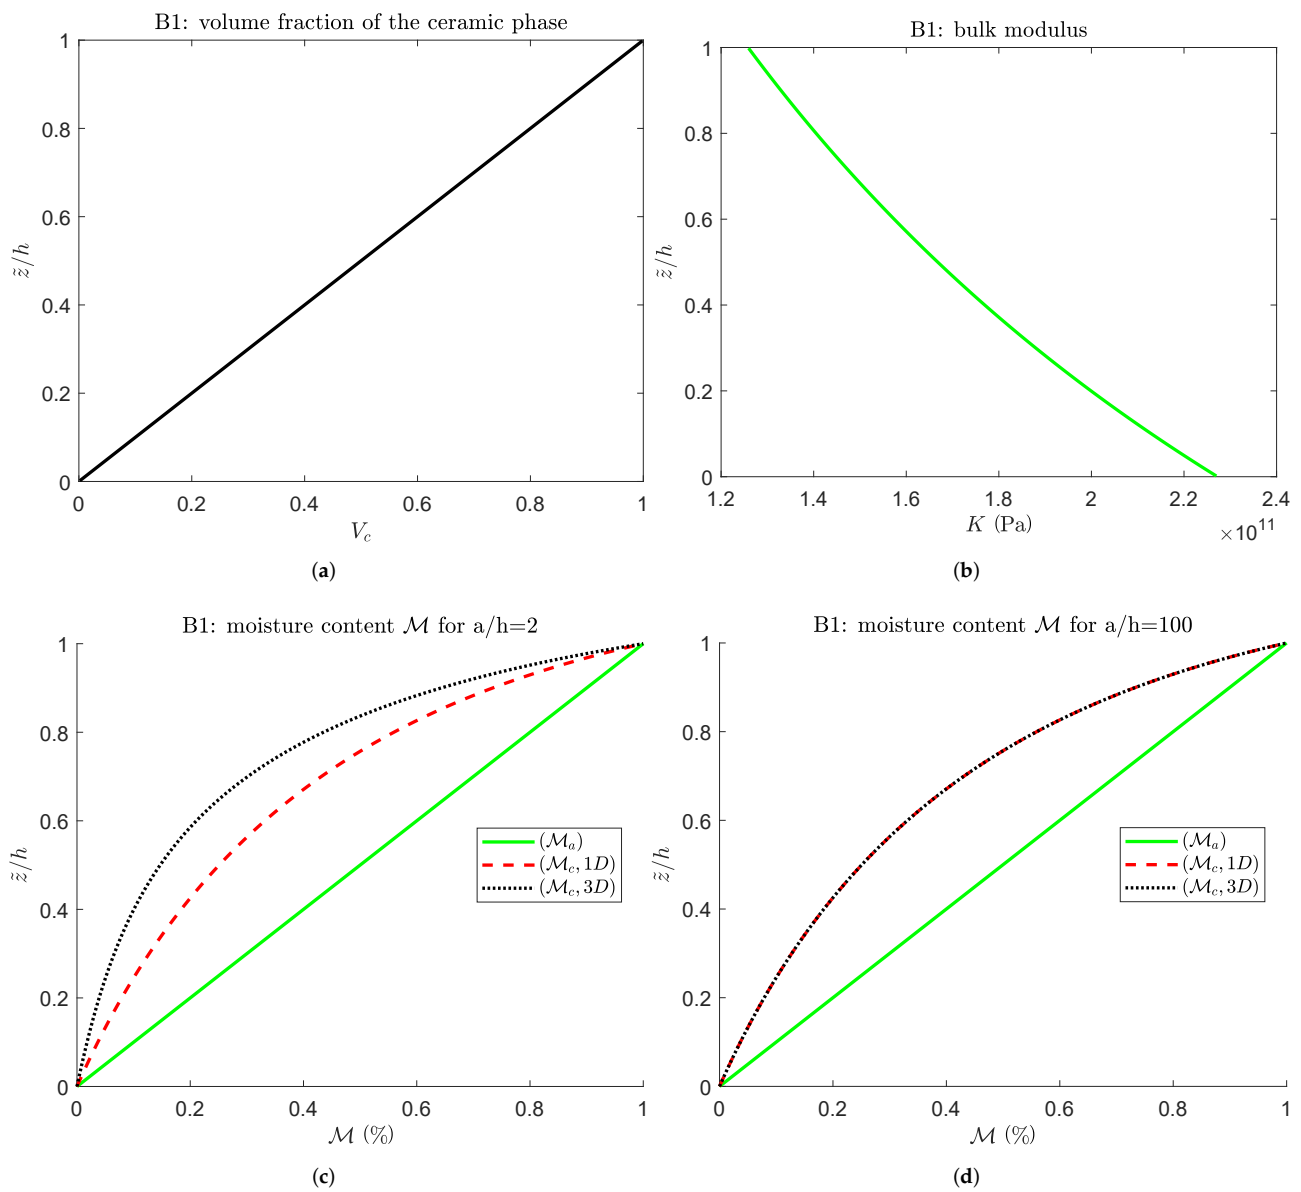 B1: volume fraction of the ceramic phase
1
0.8
0.6
0.4
0.2
0
z̃/h
0 0.2 0.4 0.6 0.8 1
V_c
(a)
B1: bulk modulus
1
0.8
0.6
0.4
0.2
0
z̃/h
1.2 1.4 1.6 1.8 2 2.2 2.4
K (Pa)
×10^11
(b)
B1: moisture content ℳ for a/h=2
1
0.8
0.6
0.4
0.2
0
z̃/h
(ℳ_a)
(ℳ_c, 1D)
(ℳ_c, 3D)
0 0.2 0.4 0.6 0.8 1
ℳ (%)
(c)
B1: moisture content ℳ for a/h=100
1
0.8
0.6
0.4
0.2
0
z̃/h
(ℳ_a)
(ℳ_c, 1D)
(ℳ_c, 3D)
0 0.2 0.4 0.6 0.8 1
ℳ (%)
(d)